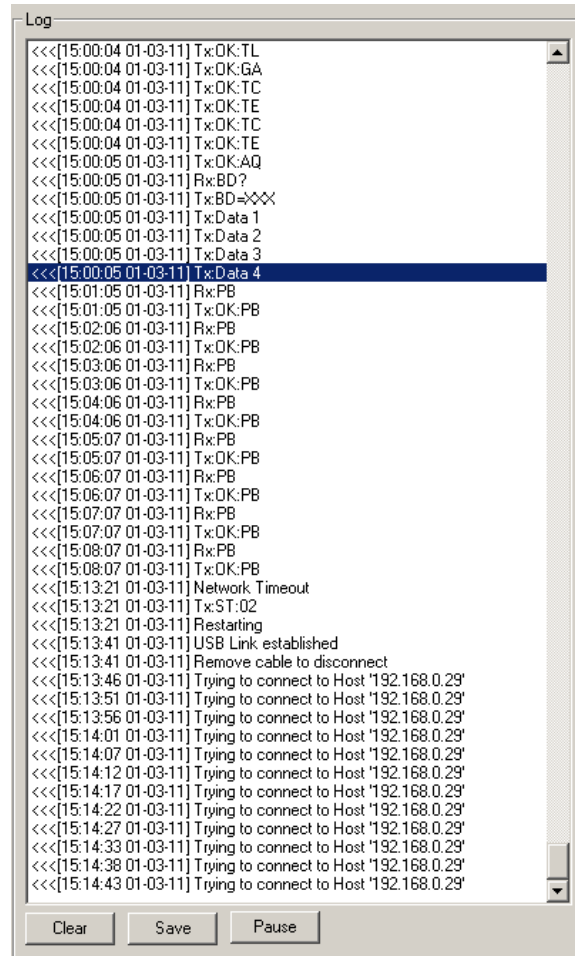 Log
<<<[15:00:04 01-03-11] Tx:OK:TL
<<<[15:00:04 01-03-11] Tx:OK:GA
<<<[15:00:04 01-03-11] Tx:OK:TC
<<<[15:00:04 01-03-11] Tx:OK:TE
<<<[15:00:04 01-03-11] Tx:OK:TC
<<<[15:00:04 01-03-11] Tx:OK:TE
<<<[15:00:05 01-03-11] Tx:OK:AQ
<<<[15:00:05 01-03-11] Rx:BD?
<<<[15:00:05 01-03-11] Tx:BD=XXX
<<<[15:00:05 01-03-11] Tx:Data 1
<<<[15:00:05 01-03-11] Tx:Data 2
<<<[15:00:05 01-03-11] Tx:Data 3
<<<[15:00:05 01-03-11] Tx:Data 4
<<<[15:01:05 01-03-11] Rx:PB
<<<[15:01:05 01-03-11] Tx:OK:PB
<<<[15:02:06 01-03-11] Rx:PB
<<<[15:02:06 01-03-11] Tx:OK:PB
<<<[15:03:06 01-03-11] Rx:PB
<<<[15:03:06 01-03-11] Tx:OK:PB
<<<[15:04:06 01-03-11] Rx:PB
<<<[15:04:06 01-03-11] Tx:OK:PB
<<<[15:05:07 01-03-11] Rx:PB
<<<[15:05:07 01-03-11] Tx:OK:PB
<<<[15:06:07 01-03-11] Rx:PB
<<<[15:06:07 01-03-11] Tx:OK:PB
<<<[15:07:07 01-03-11] Rx:PB
<<<[15:07:07 01-03-11] Tx:OK:PB
<<<[15:08:07 01-03-11] Rx:PB
<<<[15:08:07 01-03-11] Tx:OK:PB
<<<[15:13:21 01-03-11] Network Timeout
<<<[15:13:21 01-03-11] Tx:ST:02
<<<[15:13:21 01-03-11] Restarting
<<<[15:13:41 01-03-11] USB Link established
<<<[15:13:41 01-03-11] Remove cable to disconnect
<<<[15:13:46 01-03-11] Trying to connect to Host '192.168.0.29'
<<<[15:13:51 01-03-11] Trying to connect to Host '192.168.0.29'
<<<[15:13:56 01-03-11] Trying to connect to Host '192.168.0.29'
<<<[15:14:01 01-03-11] Trying to connect to Host '192.168.0.29'
<<<[15:14:07 01-03-11] Trying to connect to Host '192.168.0.29'
<<<[15:14:12 01-03-11] Trying to connect to Host '192.168.0.29'
<<<[15:14:17 01-03-11] Trying to connect to Host '192.168.0.29'
<<<[15:14:22 01-03-11] Trying to connect to Host '192.168.0.29'
<<<[15:14:27 01-03-11] Trying to connect to Host '192.168.0.29'
<<<[15:14:33 01-03-11] Trying to connect to Host '192.168.0.29'
<<<[15:14:38 01-03-11] Trying to connect to Host '192.168.0.29'
<<<[15:14:43 01-03-11] Trying to connect to Host '192.168.0.29'
Clear Save Pause